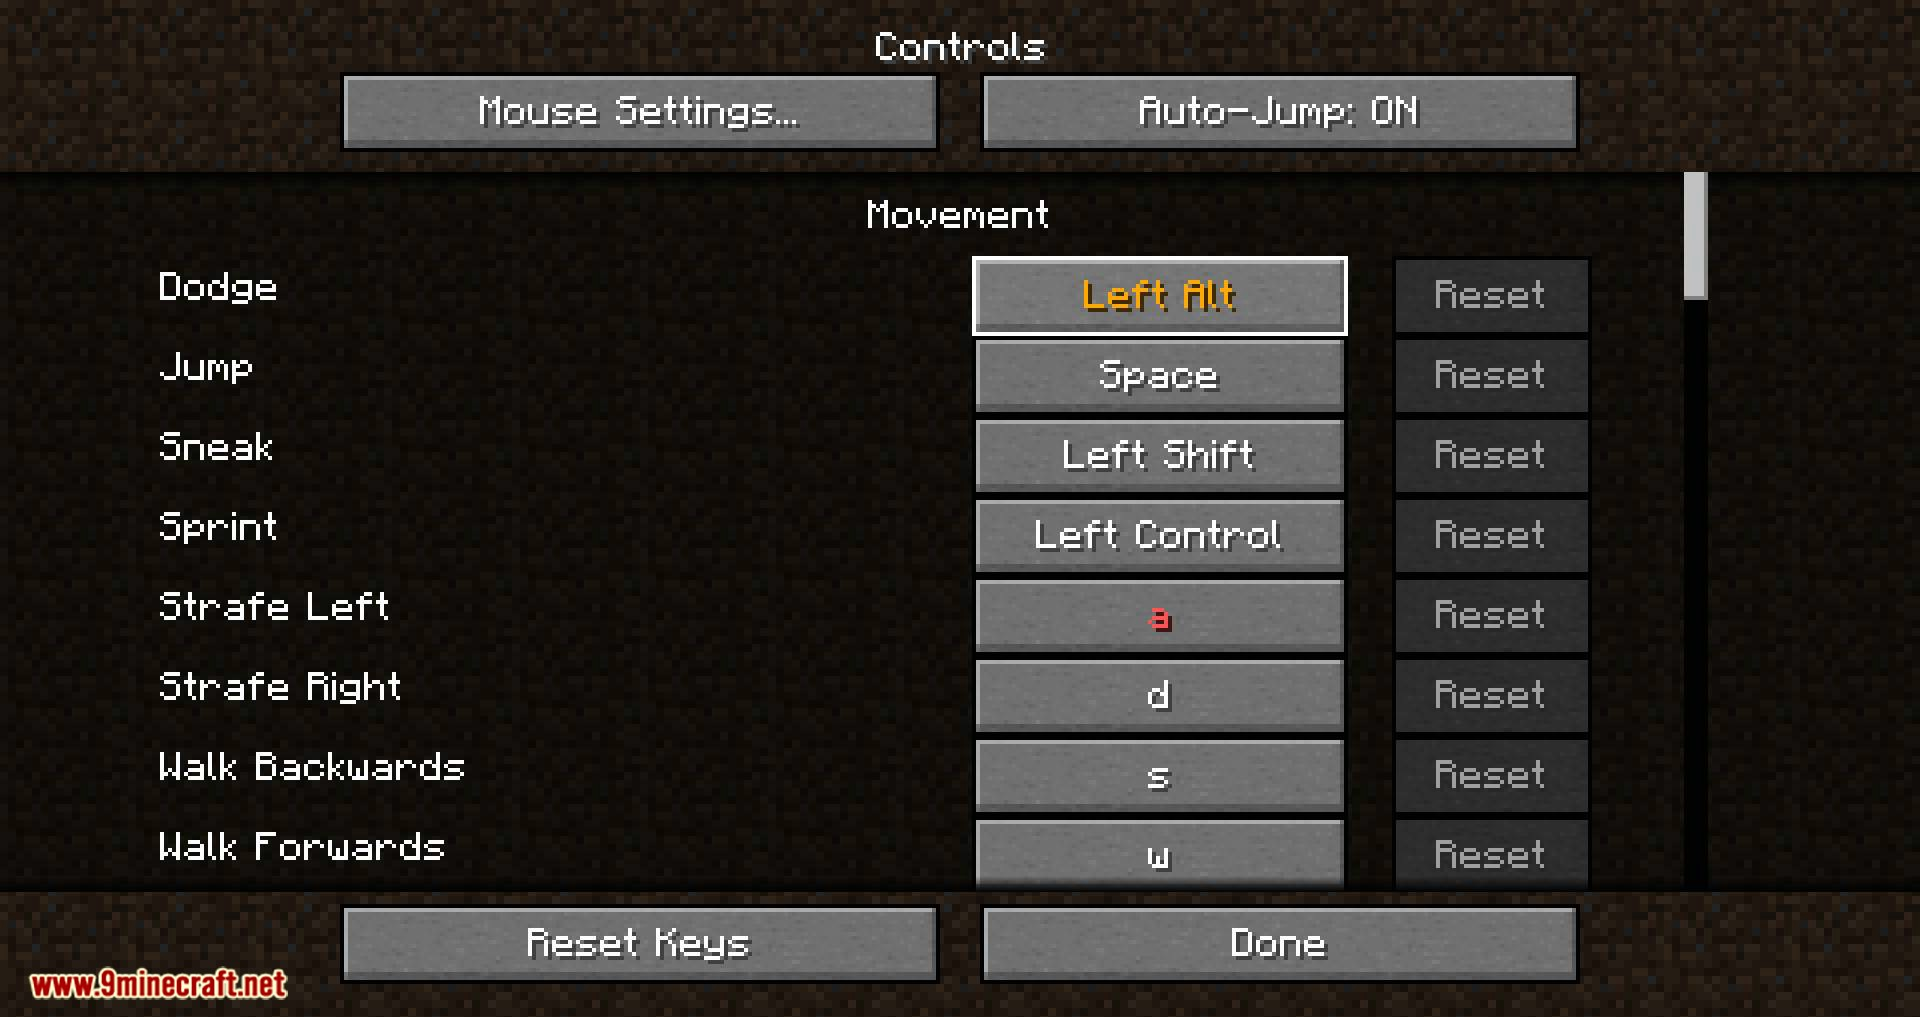 Controls
Mouse Settings... Auto-Jump: ON
Movement
Dodge Left Alt Reset
Jump Space Reset
Sneak Left Shift Reset
Sprint Left Control Reset
Strafe Left a Reset
Strafe Right d Reset
Walk Backwards s Reset
Walk Forwards w Reset
Reset Keys Done
www.9minecraft.net